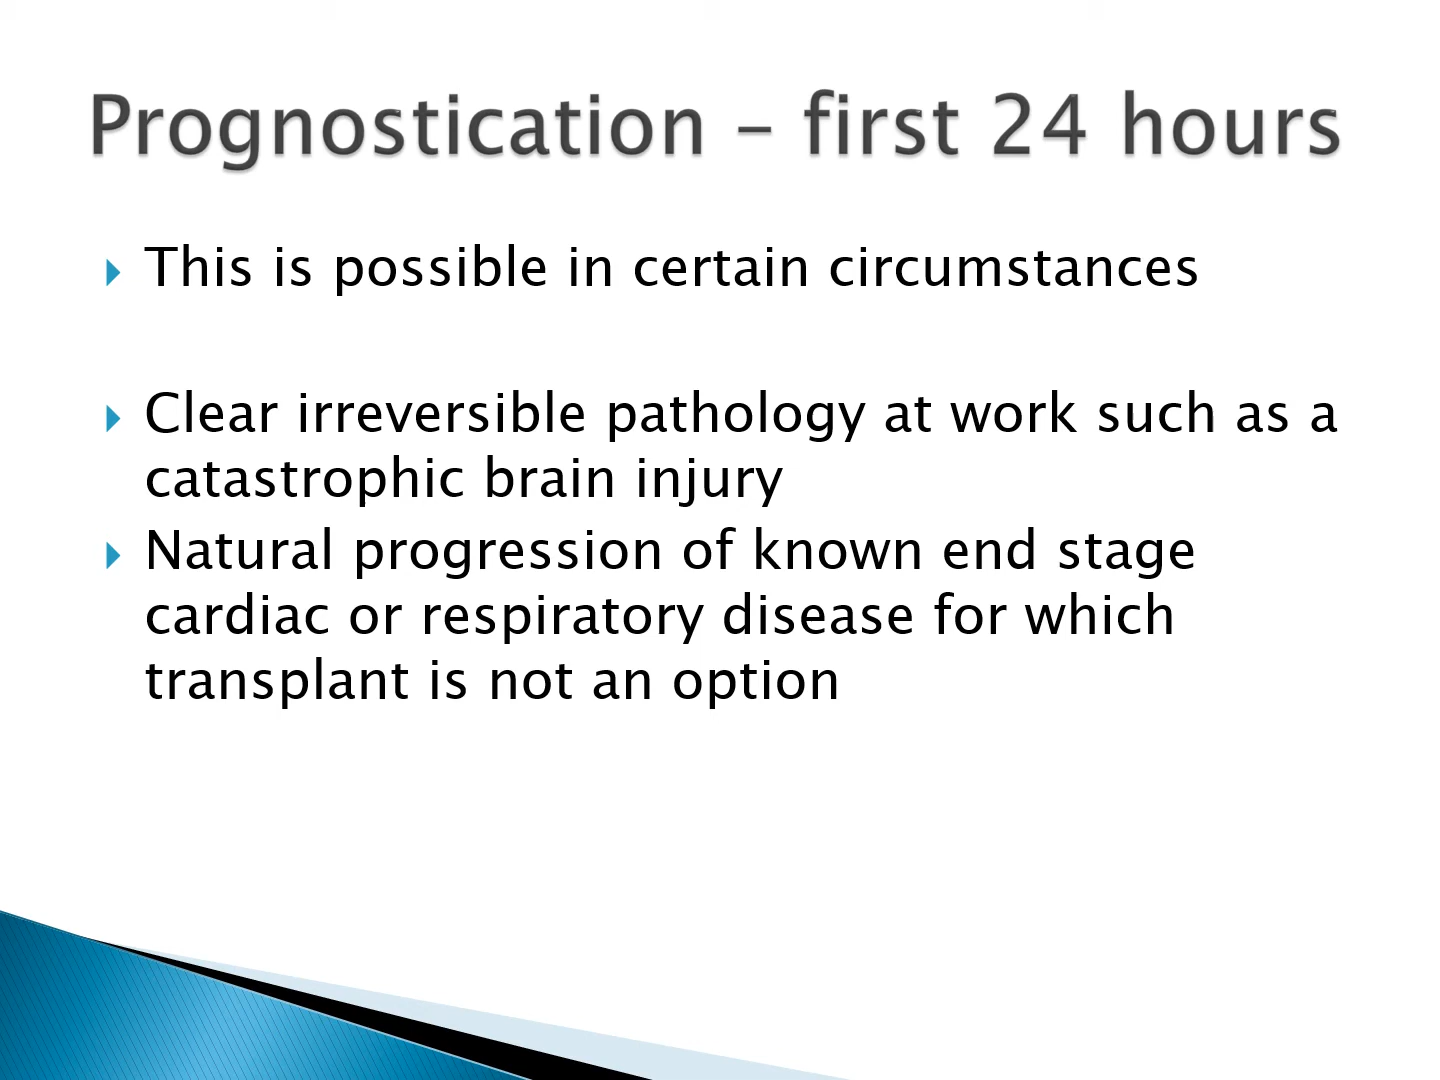 Prognostication – first 24 hours
This is possible in certain circumstances
Clear irreversible pathology at work such as a
catastrophic brain injury
Natural progression of known end stage
cardiac or respiratory disease for which
transplant is not an option